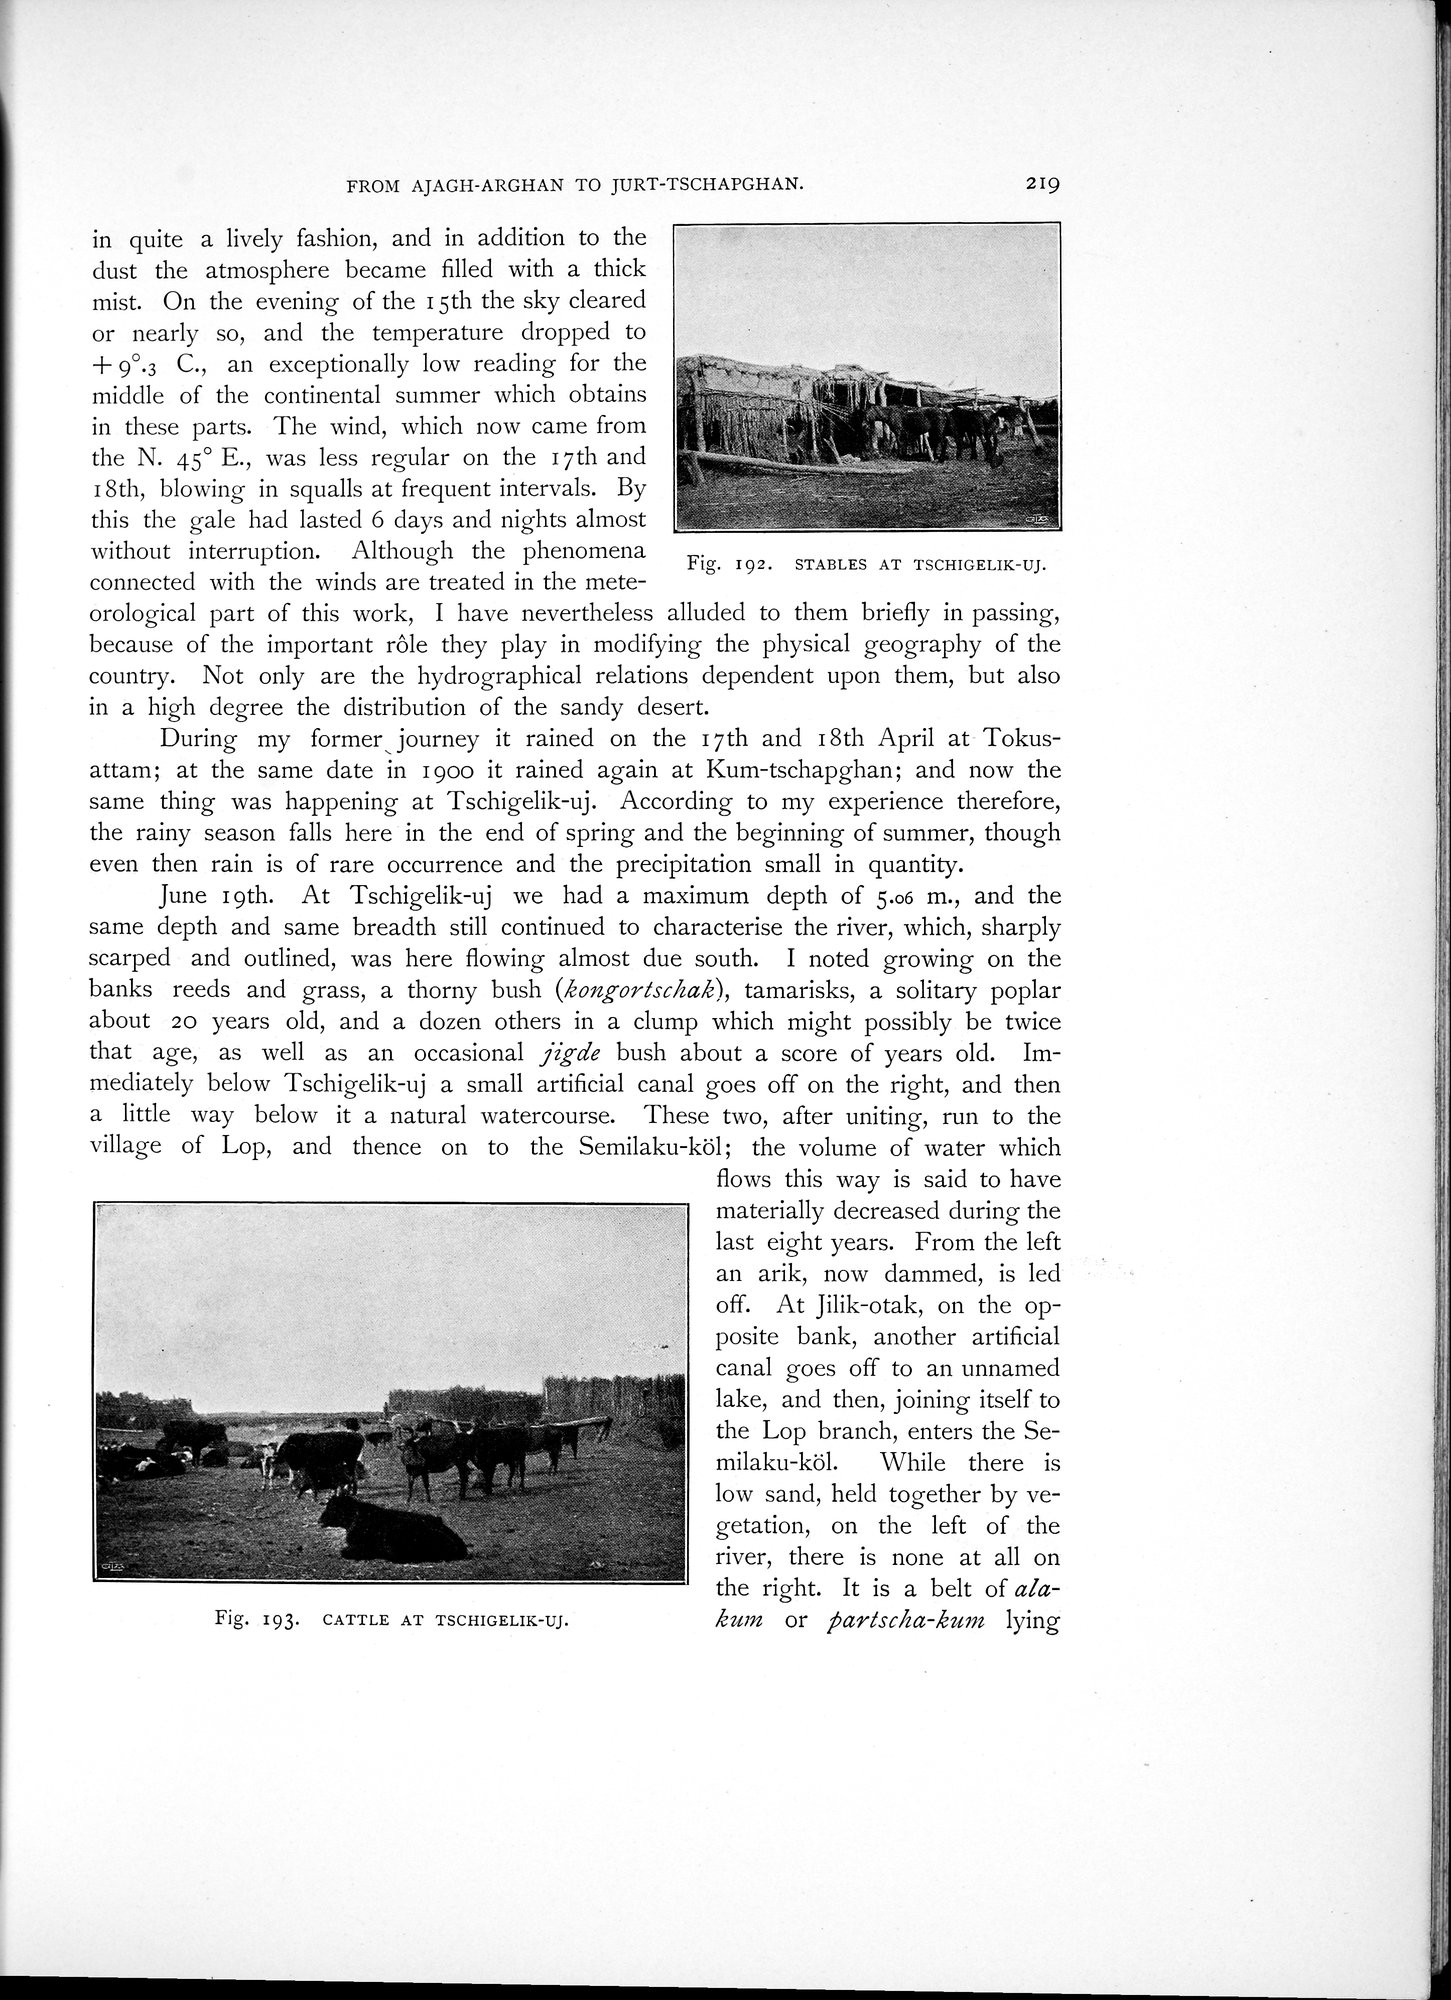 FROM AJAGH-ARGHAN TO JURT-TSCHAPGHAN. 219
in quite a lively fashion, and in addition to the
dust the atmosphere became filled with a thick
mist. On the evening of the 15th the sky cleared
or nearly so, and the temperature dropped to
+ 9°.3 C., an exceptionally low reading for the
middle of the continental summer which obtains
in these parts. The wind, which now came from
the N. 45° E., was less regular on the 17th and
18th, blowing in squalls at frequent intervals. By
this the gale had lasted 6 days and nights almost
without interruption. Although the phenomena
connected with the winds are treated in the mete-
Fig. 192. STABLES AT TSCHIGELIK-UJ.
orological part of this work, I have nevertheless alluded to them briefly in passing,
because of the important rôle they play in modifying the physical geography of the
country. Not only are the hydrographical relations dependent upon them, but also
in a high degree the distribution of the sandy desert.
During my former journey it rained on the 17th and 18th April at Tokus-
attam; at the same date in 1900 it rained again at Kum-tschapghan; and now the
same thing was happening at Tschigelik-uj. According to my experience therefore,
the rainy season falls here in the end of spring and the beginning of summer, though
even then rain is of rare occurrence and the precipitation small in quantity.
June 19th. At Tschigelik-uj we had a maximum depth of 5.06 m., and the
same depth and same breadth still continued to characterise the river, which, sharply
scarped and outlined, was here flowing almost due south. I noted growing on the
banks reeds and grass, a thorny bush (kongortschak), tamarisks, a solitary poplar
about 20 years old, and a dozen others in a clump which might possibly be twice
that age, as well as an occasional jigde bush about a score of years old. Im-
mediately below Tschigelik-uj a small artificial canal goes off on the right, and then
a little way below it a natural watercourse. These two, after uniting, run to the
village of Lop, and thence on to the Semilaku-köl; the volume of water which
flows this way is said to have
materially decreased during the
last eight years. From the left
an arik, now dammed, is led
off. At Jilik-otak, on the op-
posite bank, another artificial
canal goes off to an unnamed
lake, and then, joining itself to
the Lop branch, enters the Se-
milaku-köl. While there is
low sand, held together by ve-
getation, on the left of the
river, there is none at all on
the right. It is a belt of ala-
kum or partscha-kum lying
Fig. 193. CATTLE AT TSCHIGELIK-UJ.